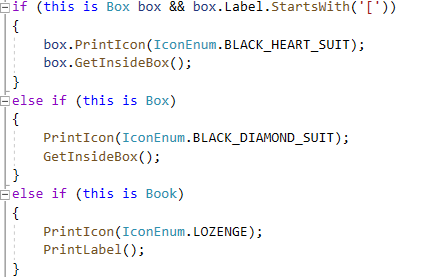 if (this is Box box && box.Label.StartsWith('['))
{
    box.PrintIcon(IconEnum.BLACK_HEART_SUIT);
    box.GetInsideBox();
}
else if (this is Box)
{
    PrintIcon(IconEnum.BLACK_DIAMOND_SUIT);
    GetInsideBox();
}
else if (this is Book)
{
    PrintIcon(IconEnum.LOZENGE);
    PrintLabel();
}